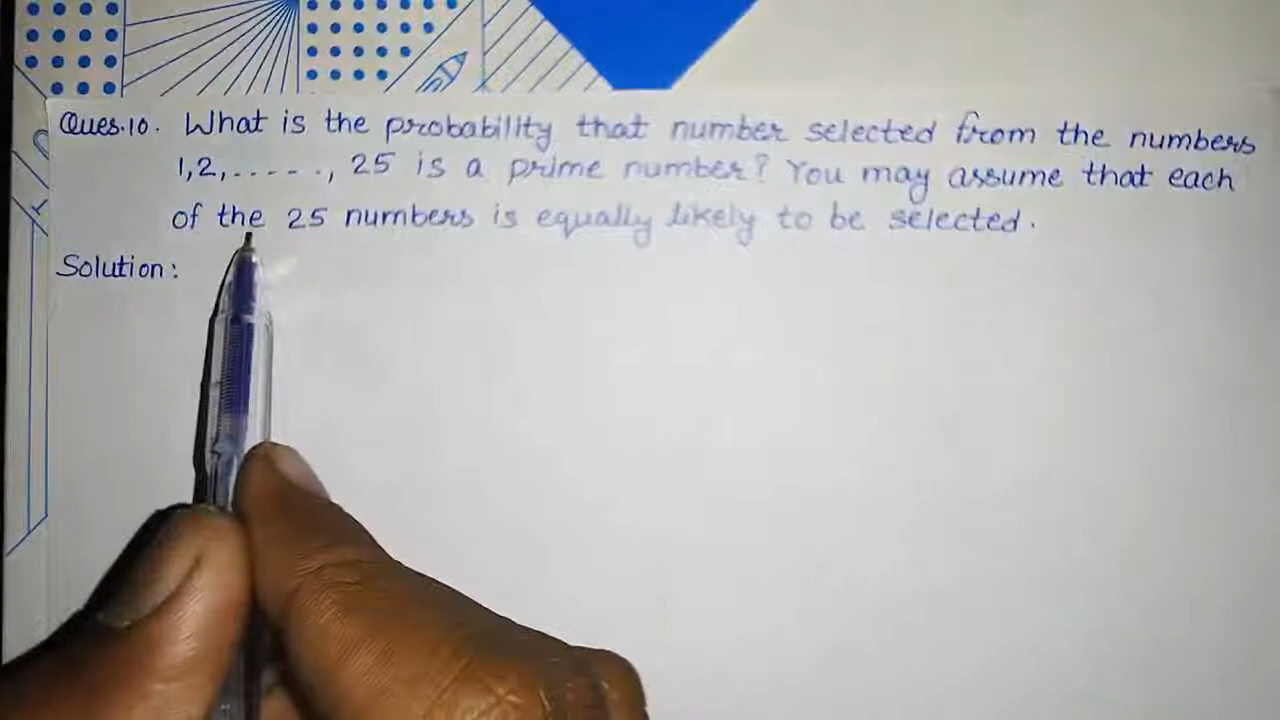 Ques.10. What is the probability that number selected from the numbers
1,2,....., 25 is a prime number? You may assume that each
of the 25 numbers is equally likely to be selected.
Solution: